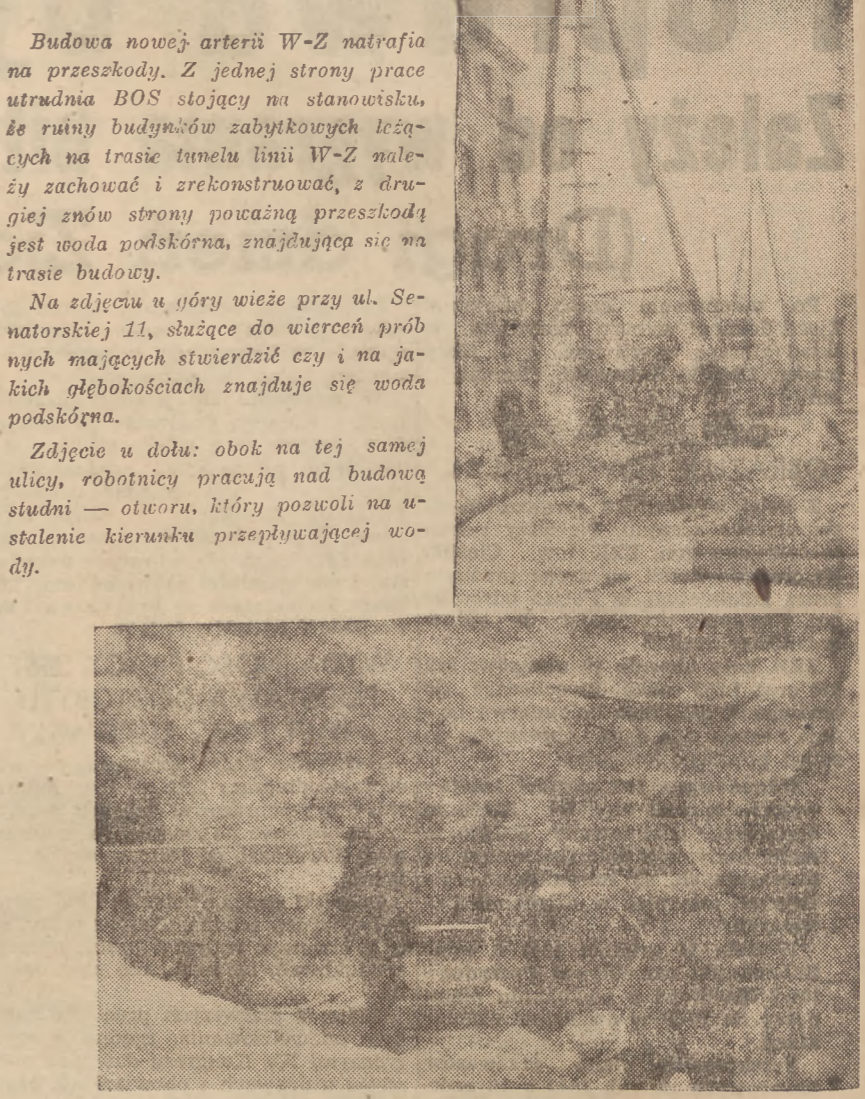 Budowa nowej arterii W-Z natrafia
na przeszkody. Z jednej strony prace
utrudnia BOS stojący na stanowisku,
że ruiny budynków zabytkowych leżą-
cych na trasie tunelu linii W-Z nale-
ży zachować i zrekonstruować, z dru-
giej znów strony poważną przeszkodą
jest woda podskórna, znajdująca się na
trasie budowy.
Na zdjęciu u góry wieże przy ul. Se-
natorskiej 11, służące do wierceń prób
nych mających stwierdzić czy i na ja-
kich głębokościach znajduje się woda
podskórna.
Zdjęcie u dołu: obok na tej samej
ulicy, robotnicy pracują nad budową
studni — otworu, który pozwoli na u-
stalenie kierunku przepływającej wo-
dy.